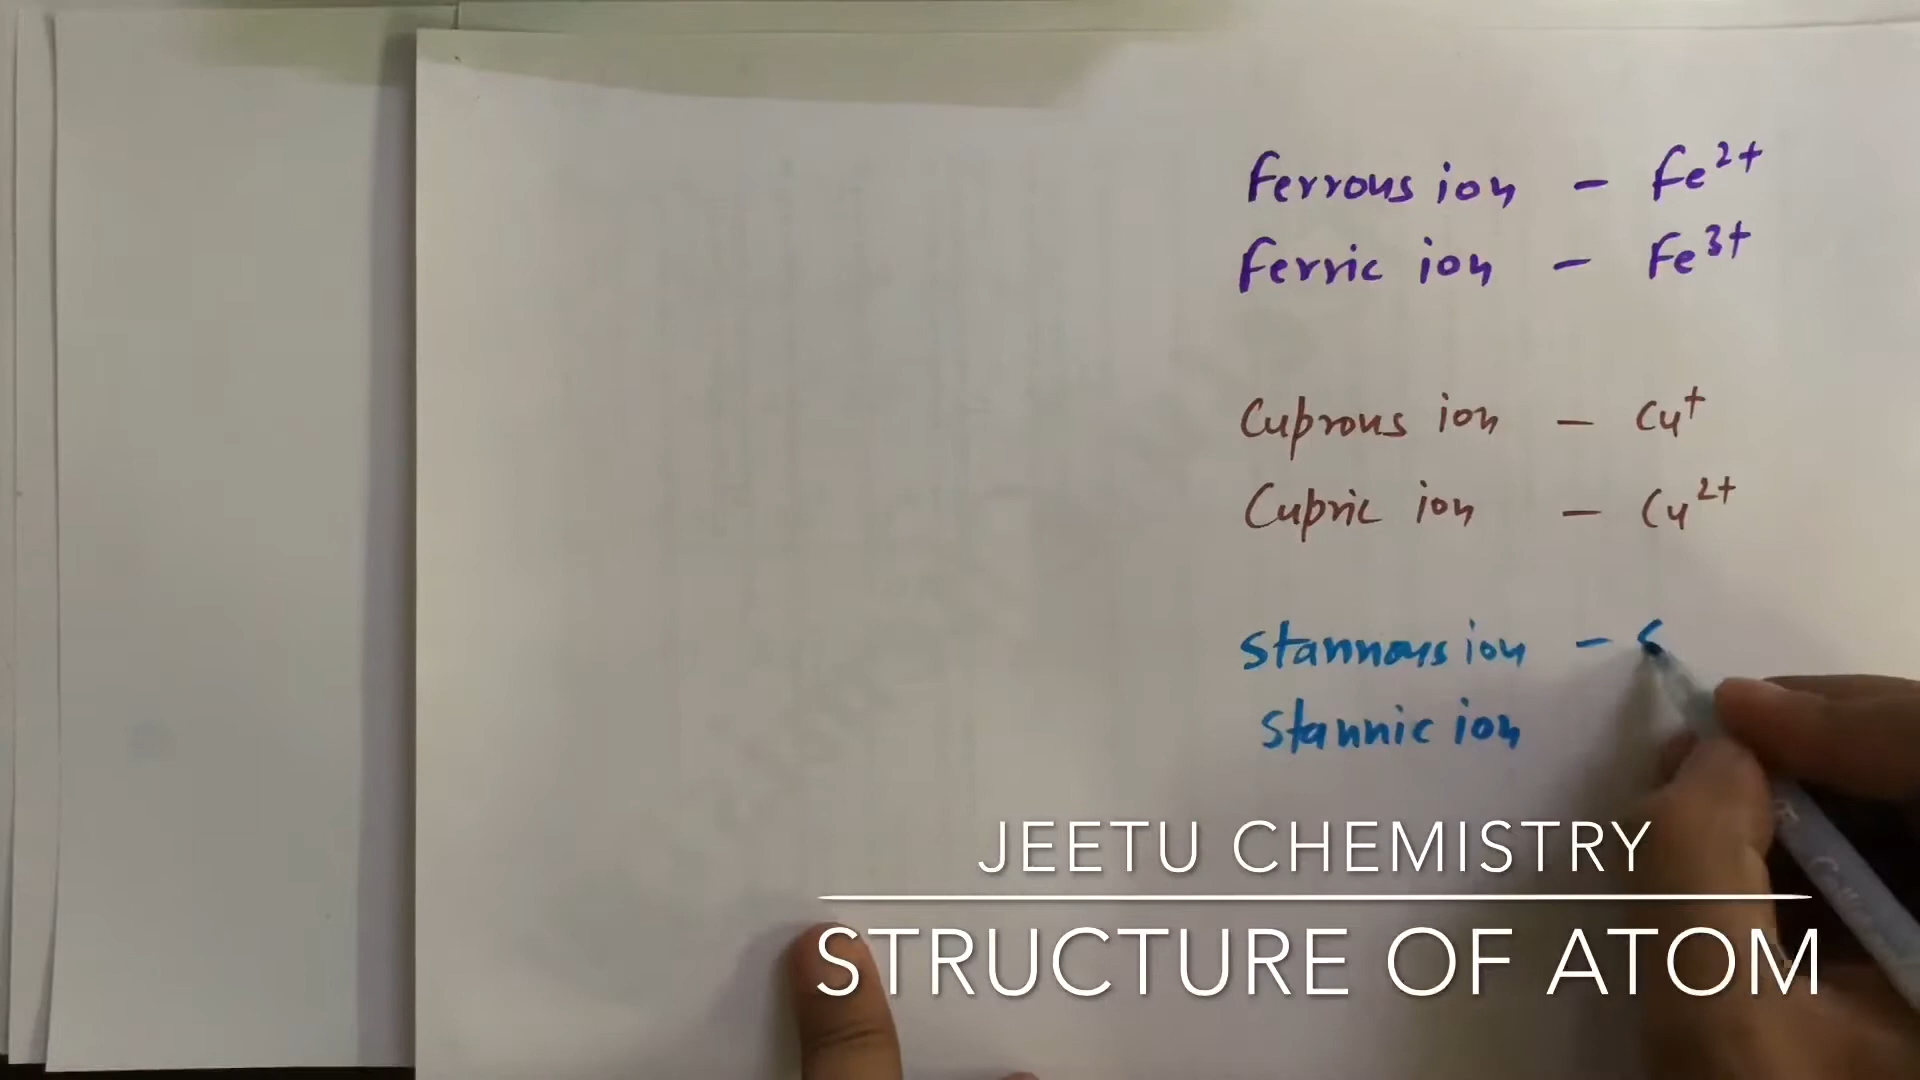 Ferrous ion - Fe²⁺
Ferric ion - Fe³⁺
Cuprous ion - Cu⁺
Cupric ion - Cu²⁺
Stannous ion - S
Stannic ion
JEETU CHEMISTRY
STRUCTURE OF ATOM